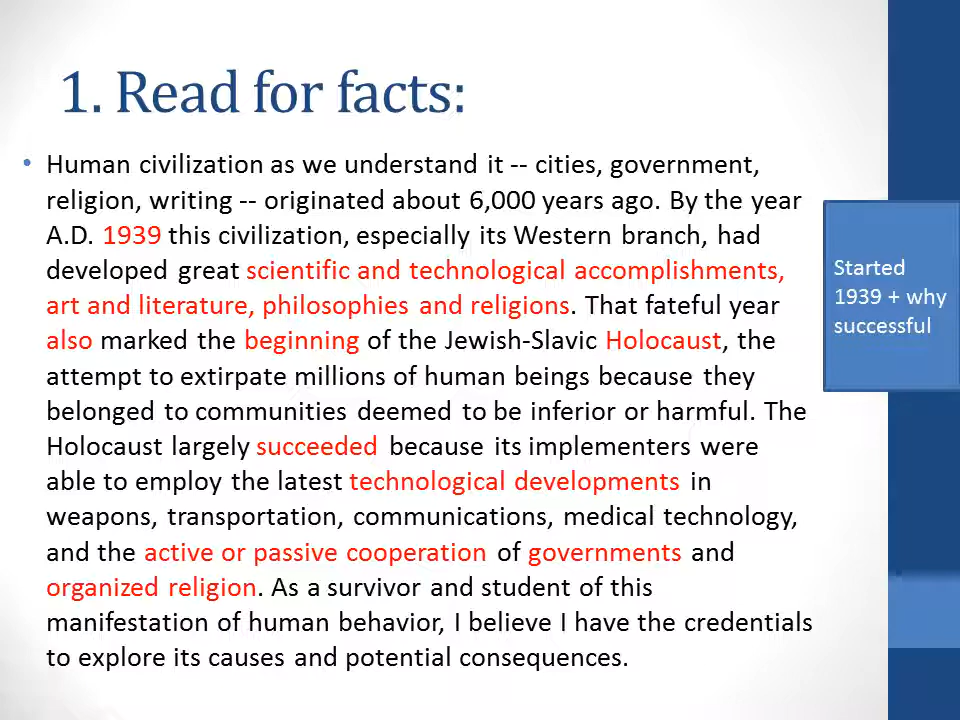 1. Read for facts:
• Human civilization as we understand it -- cities, government,
religion, writing -- originated about 6,000 years ago. By the year
A.D. 1939 this civilization, especially its Western branch, had
developed great scientific and technological accomplishments,
art and literature, philosophies and religions. That fateful year
also marked the beginning of the Jewish-Slavic Holocaust, the
attempt to extirpate millions of human beings because they
belonged to communities deemed to be inferior or harmful. The
Holocaust largely succeeded because its implementers were
able to employ the latest technological developments in
weapons, transportation, communications, medical technology,
and the active or passive cooperation of governments and
organized religion. As a survivor and student of this
manifestation of human behavior, I believe I have the credentials
to explore its causes and potential consequences.
Started
1939 + why
successful